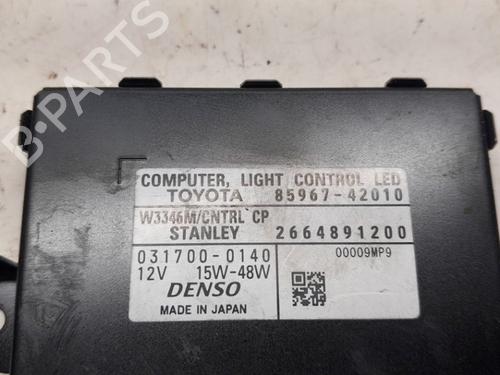 COMPUTER, LIGHT CONTROL LED
TOYOTA 85967-42010
W3346M/CNTRL CP
STANLEY 2664891200
031700-0140 00009MP9
12V 15W-48W
DENSO
MADE IN JAPAN
B-PARTS